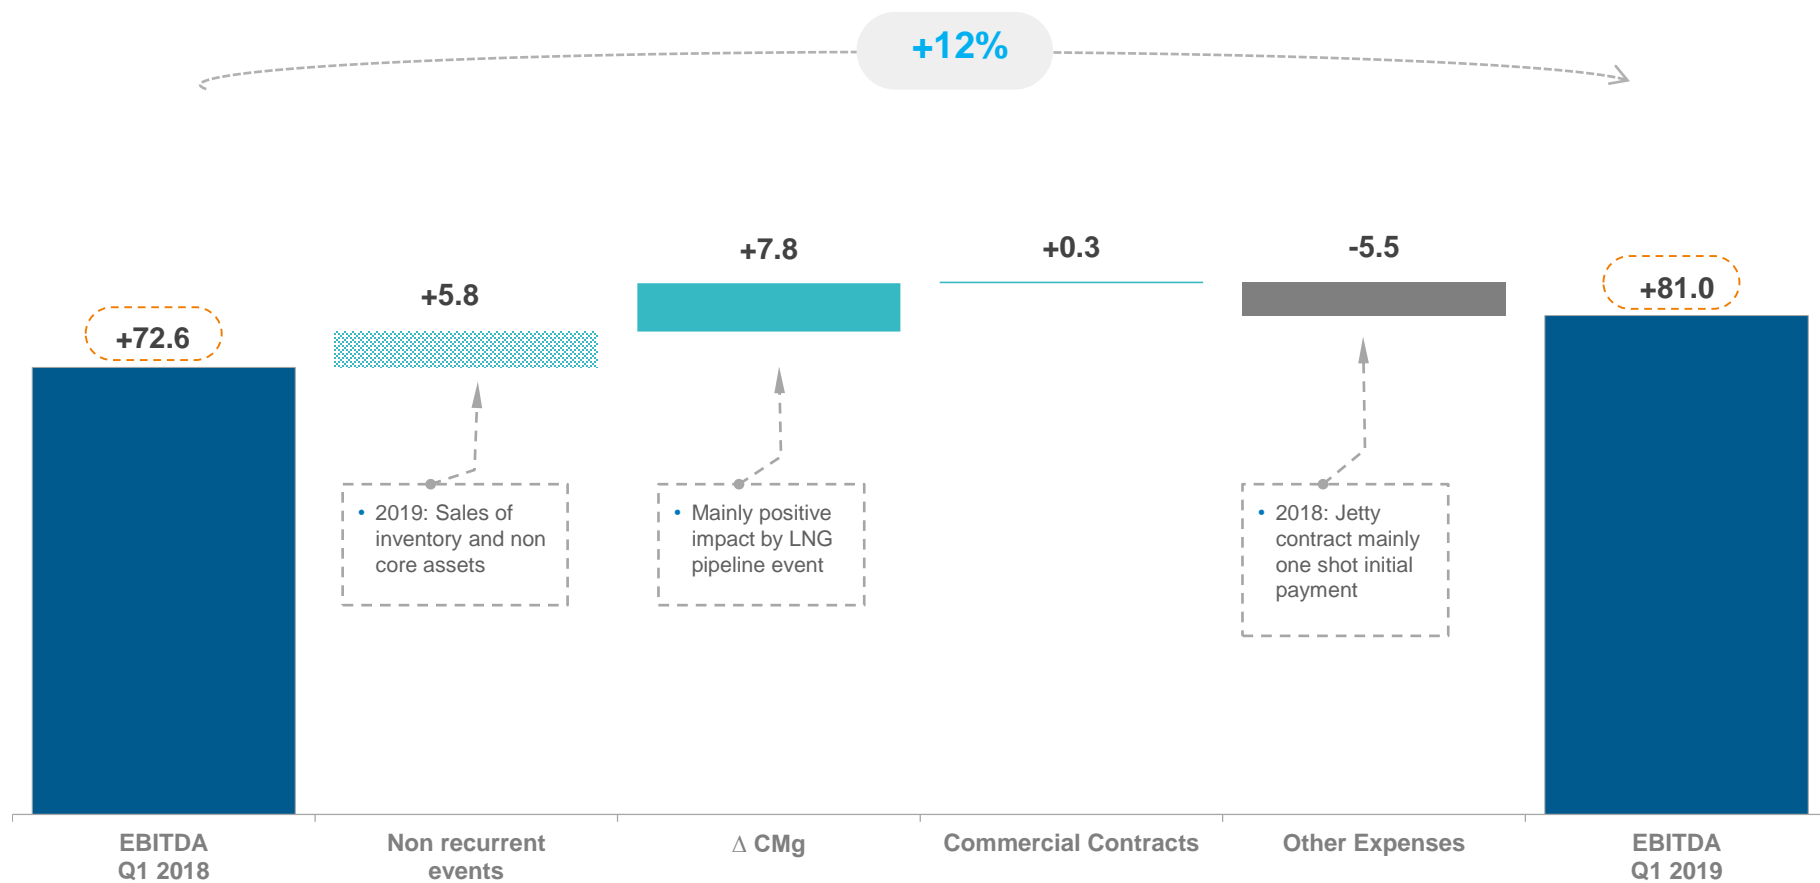 +12%
+72.6
+5.8
+7.8
+0.3
-5.5
+81.0
• 2019: Sales of
inventory and non
core assets
• Mainly positive
impact by LNG
pipeline event
• 2018: Jetty
contract mainly
one shot initial
payment
EBITDA
Q1 2018
Non recurrent
events
Δ CMg
Commercial Contracts
Other Expenses
EBITDA
Q1 2019